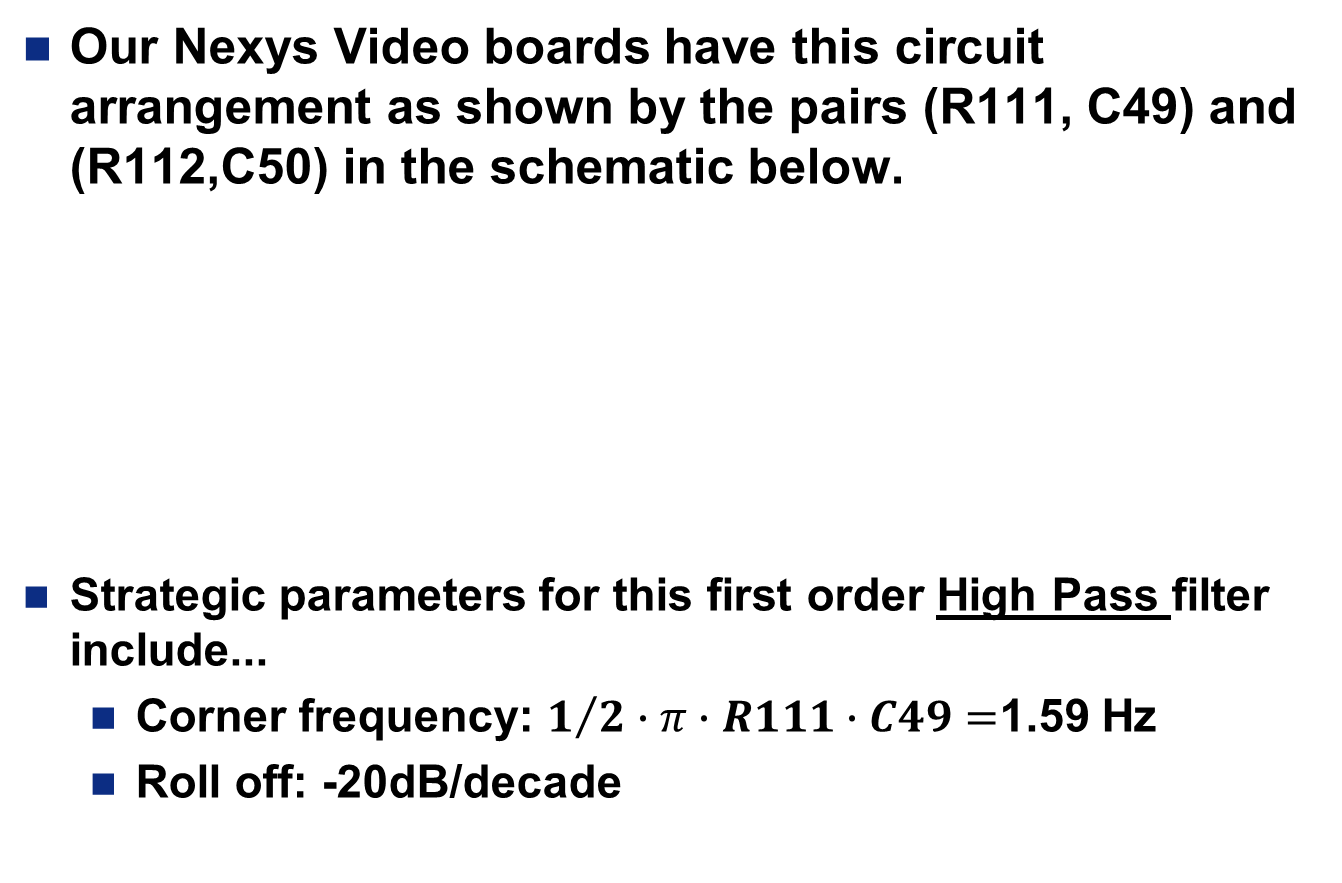 Our Nexys Video boards have this circuit
arrangement as shown by the pairs (R111, C49) and
(R112,C50) in the schematic below.
Strategic parameters for this first order High Pass filter
include...
Corner frequency: 1/2 · π · R111 · C49 =1.59 Hz
Roll off: -20dB/decade